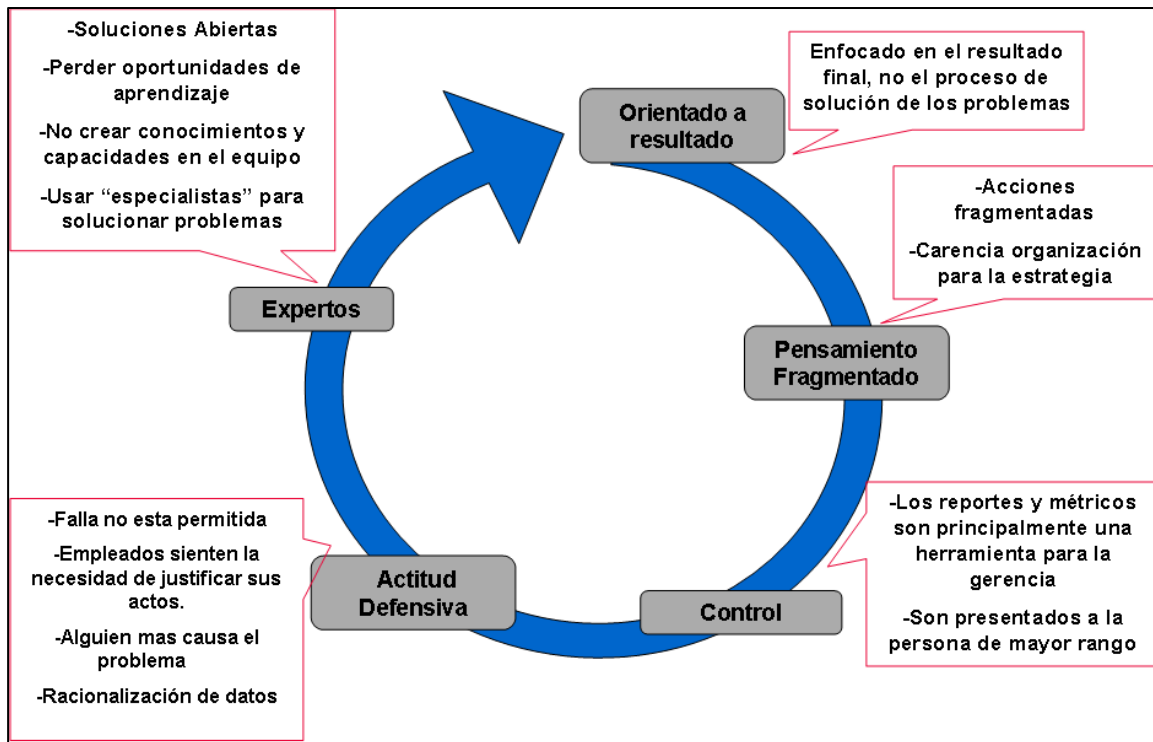 -Soluciones Abiertas
-Perder oportunidades de
aprendizaje
-No crear conocimientos y
capacidades en el equipo
-Usar “especialistas” para
solucionar problemas
Enfocado en el resultado
final, no el proceso de
solución de los problemas
Orientado a
resultado
-Acciones
fragmentadas
-Carencia organización
para la estrategia
Expertos
Pensamiento
Fragmentado
-Falla no esta permitida
-Empleados sienten la
necesidad de justificar sus
actos.
-Alguien mas causa el
problema
-Racionalización de datos
Actitud
Defensiva
Control
-Los reportes y métricos
son principalmente una
herramienta para la
gerencia
-Son presentados a la
persona de mayor rango